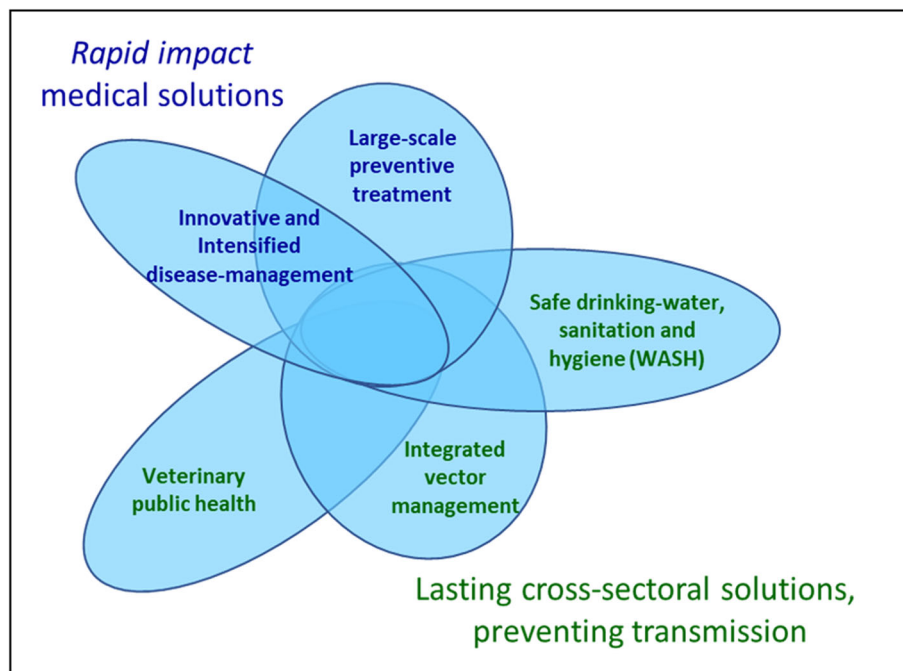 Rapid impact
medical solutions
Large-scale
preventive
treatment
Innovative and
Intensified
disease-management
Safe drinking-water,
sanitation and
hygiene (WASH)
Veterinary
public health
Integrated
vector
management
Lasting cross-sectoral solutions,
preventing transmission